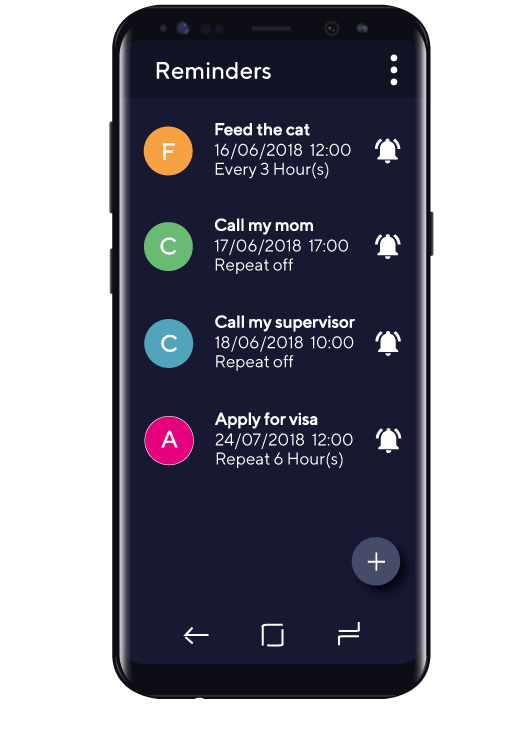 Reminders
F
Feed the cat
16/06/2018 12:00
Every 3 Hour(s)
C
Call my mom
17/06/2018 17:00
Repeat off
C
Call my supervisor
18/06/2018 10:00
Repeat off
A
Apply for visa
24/07/2018 12:00
Repeat 6 Hour(s)
+